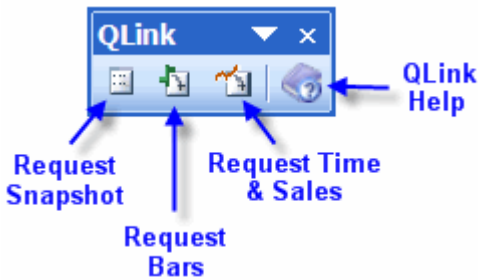 QLink
QLink
Help
Request
Snapshot
Request Time
& Sales
Request
Bars